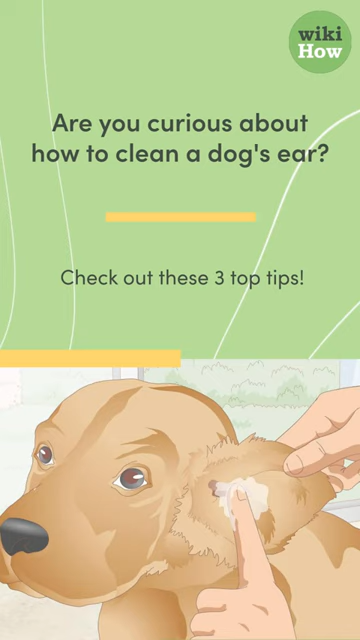 wiki
How
Are you curious about
how to clean a dog's ear?
Check out these 3 top tips!